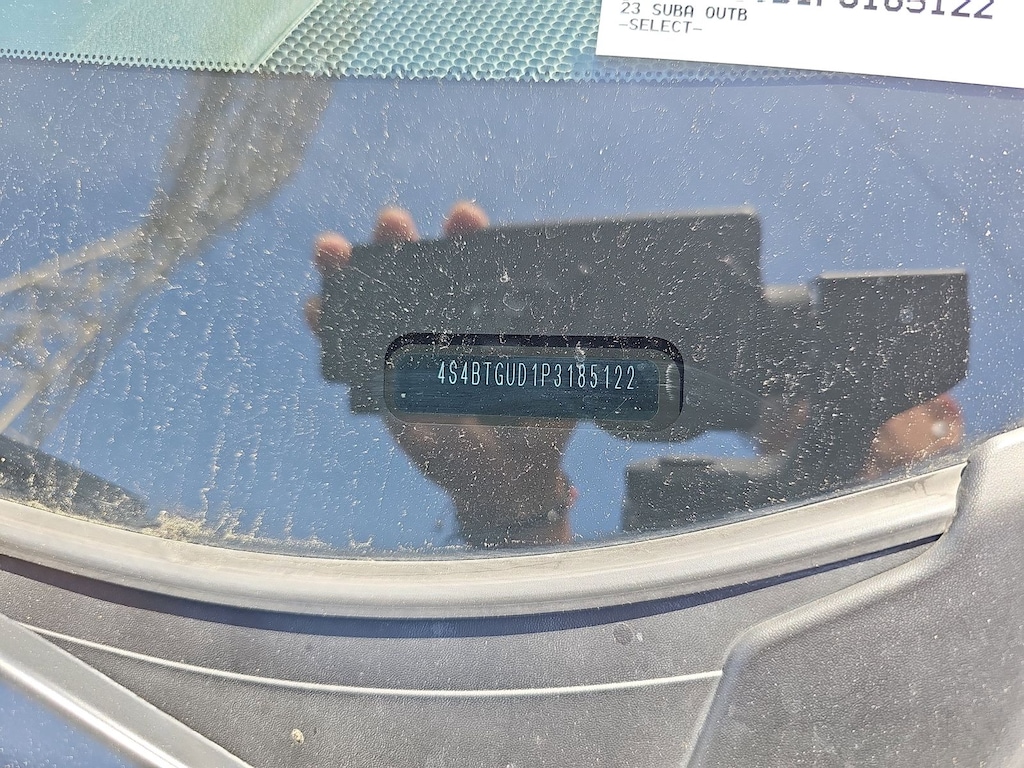 23 SUBA OUTB
-SELECT-
4S4BTGUD1P3185122